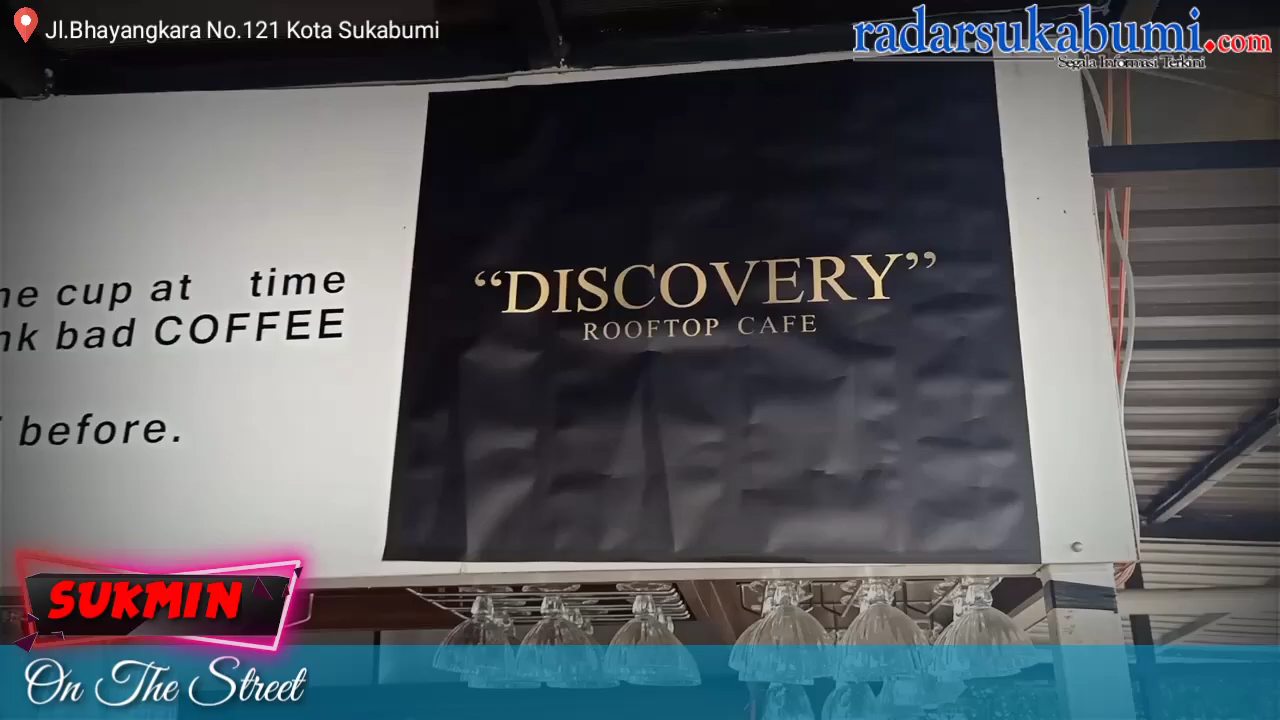 Jl.Bhayangkara No.121 Kota Sukabumi
radarsukabumi.com
Segala Informasi Terkini
cup at time
bad COFFEE
before.
“DISCOVERY”
ROOFTOP CAFE
SUKMIN
On The Street